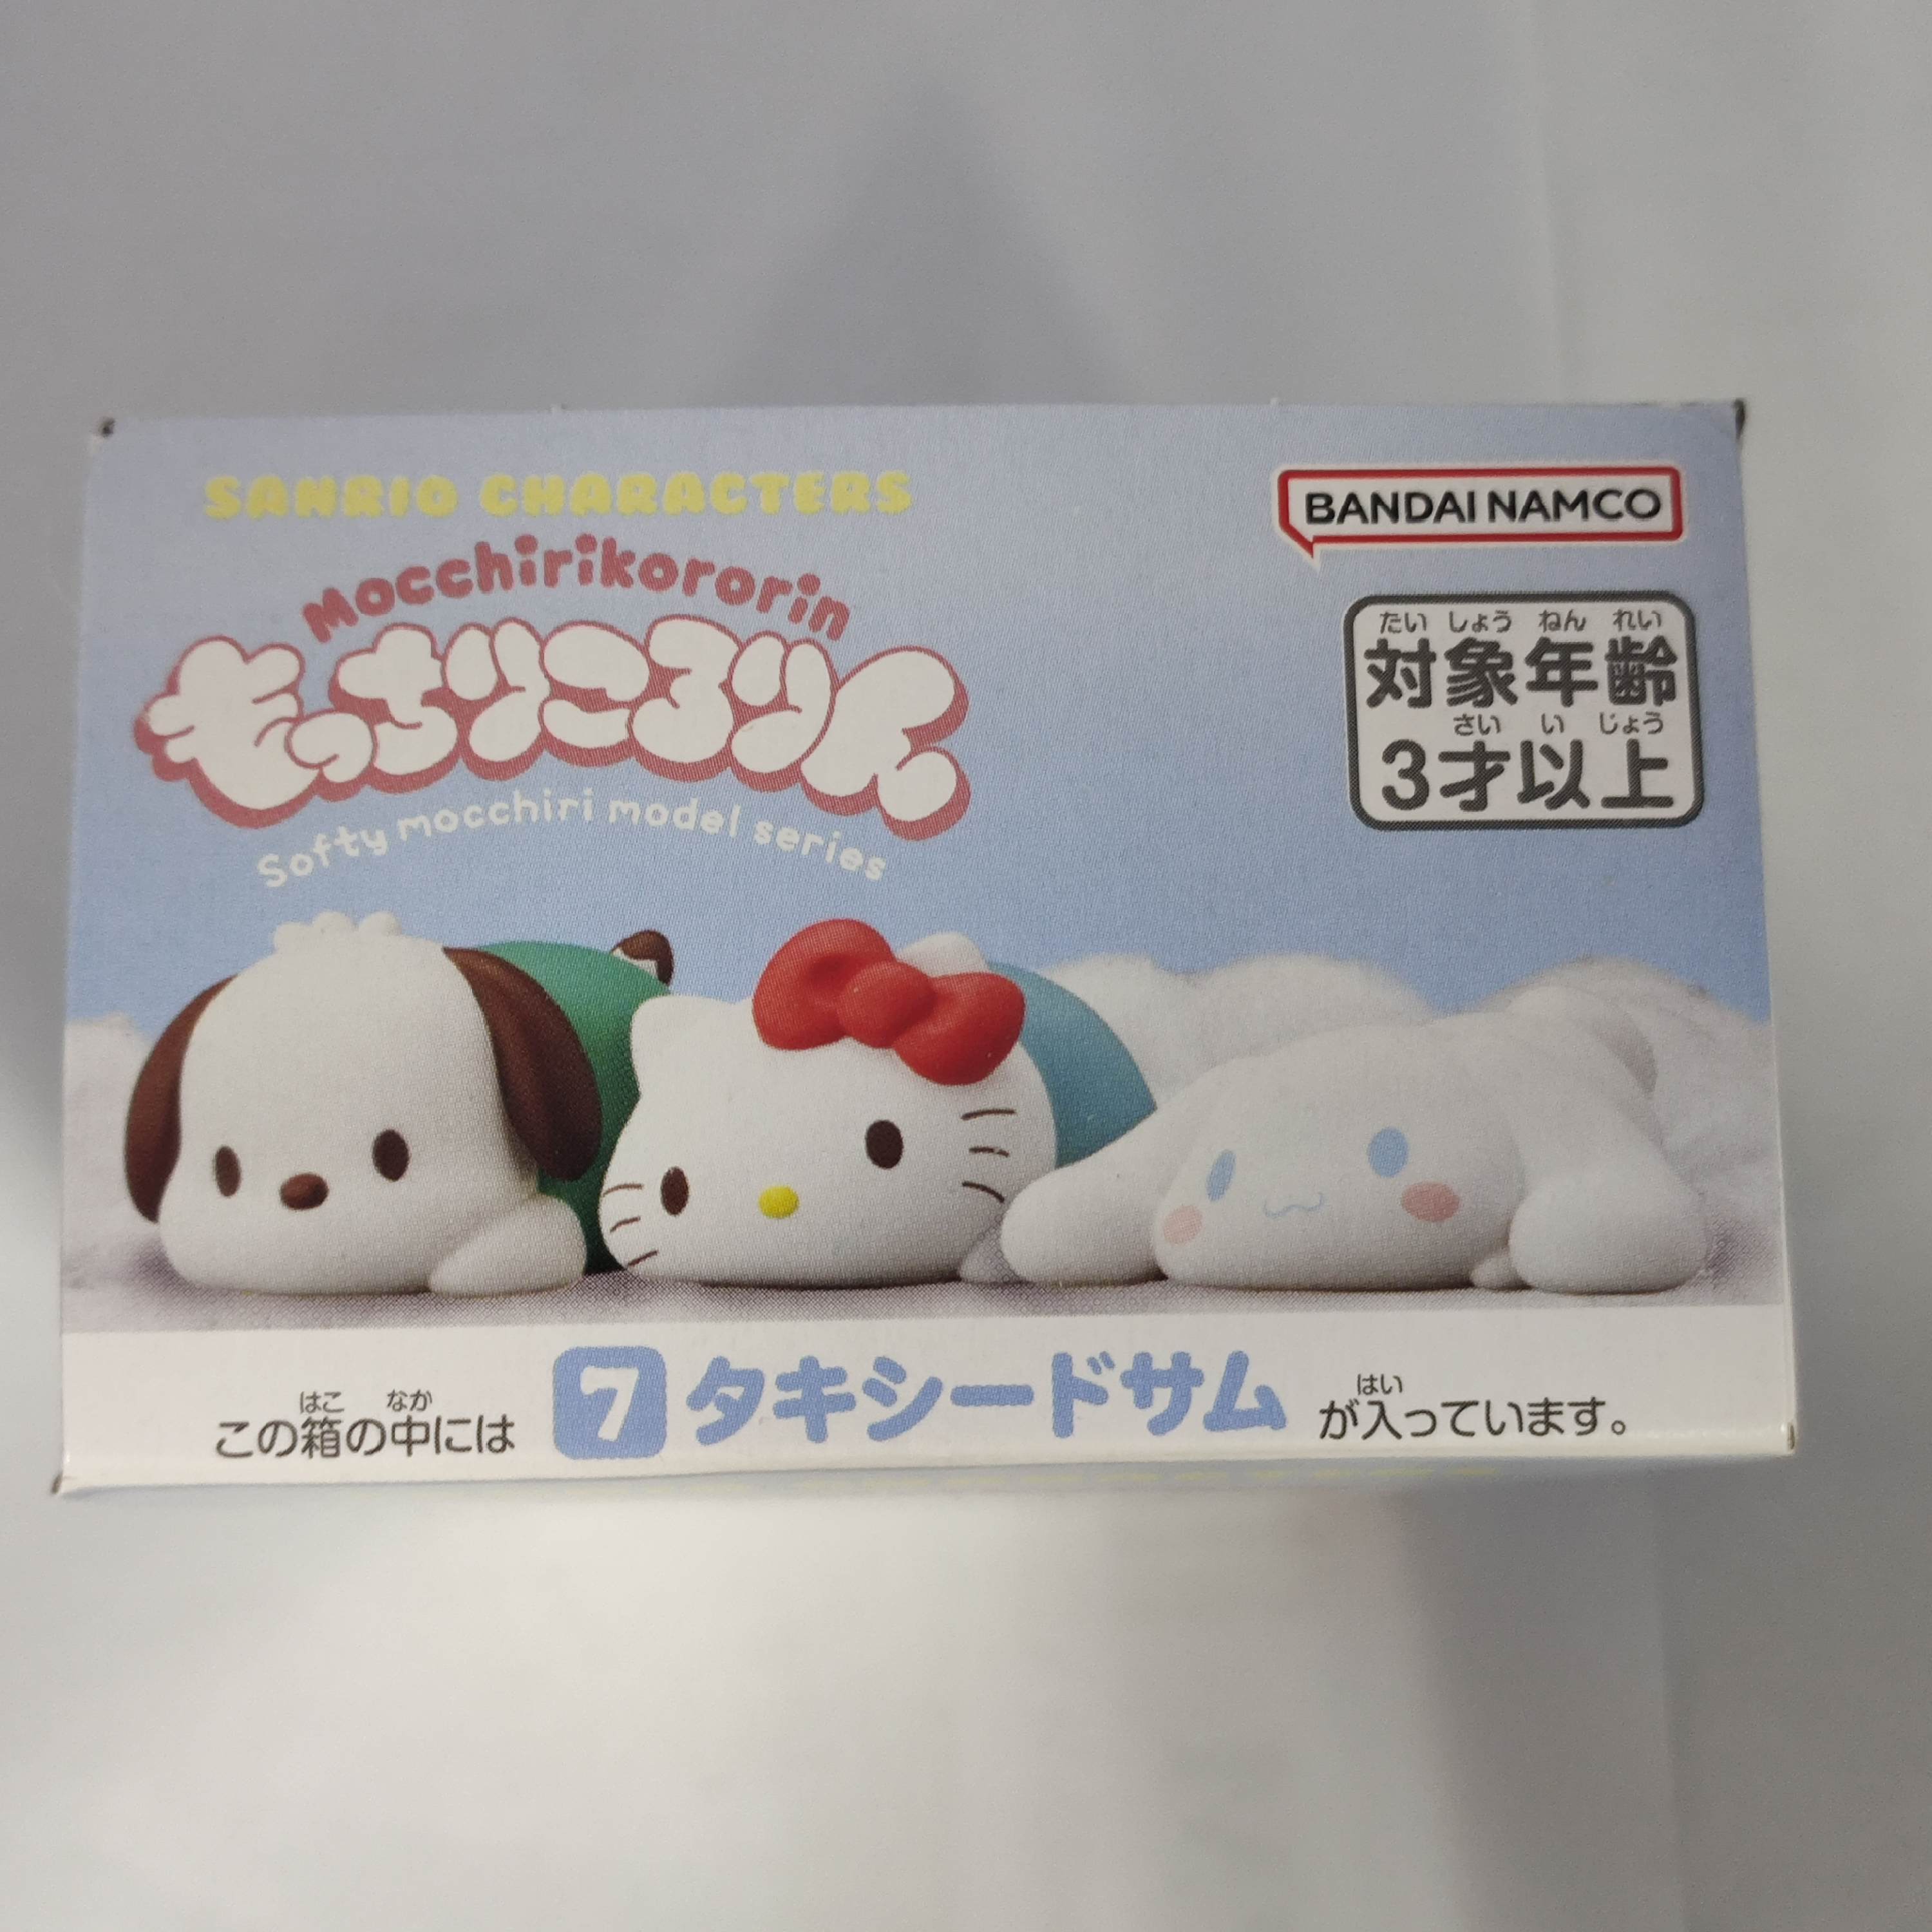 SANRIO CHARACTERS
Mocchirikororin
もっちりころりん
Softy mocchiri model series
BANDAI NAMCO
たい しょう ねん れい
対象年齢
さい い じょう
3才以上
はこ なか はい
この箱の中には 7 タキシードサム が入っています。